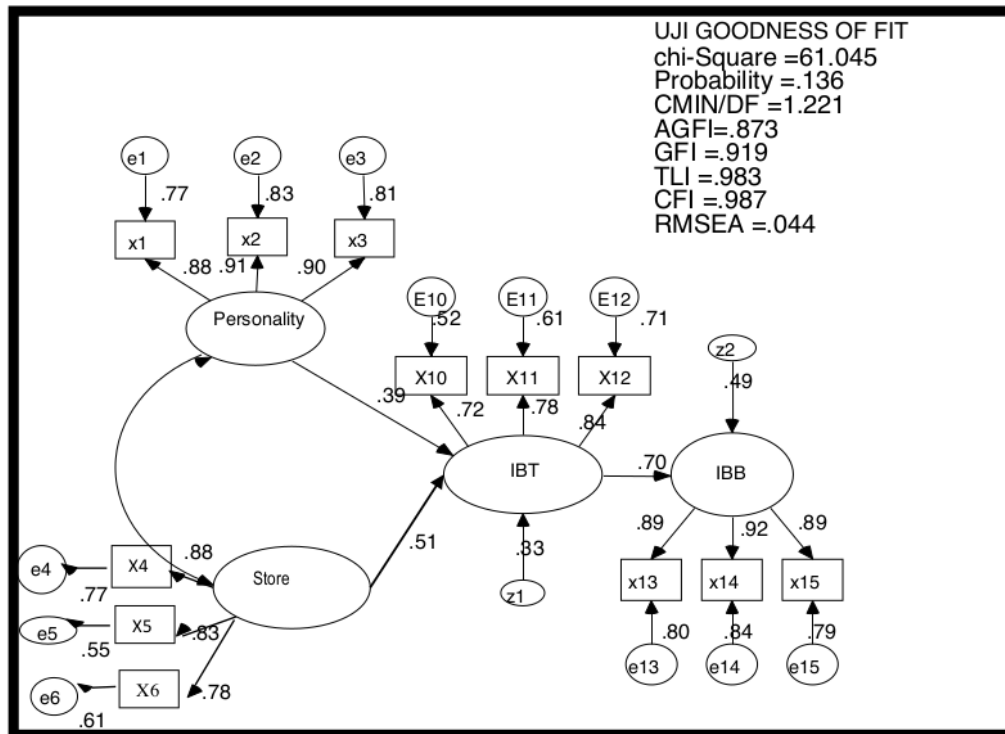 UJI GOODNESS OF FIT
chi-Square =61.045
Probability =.136
CMIN/DF =1.221
AGFI=.873
GFI =.919
TLI =.983
CFI =.987
RMSEA =.044
e1 e2 e3
.77 .83 .81
x1 x2 x3
.88 .91 .90
Personality
E10 E11 E12
.52 .61 .71
X10 X11 X12
.72 .78 .84
.39
z2
.49
IBT
.70
IBB
.51
.33
z1
.89 .92 .89
x13 x14 x15
.80 .84 .79
e13 e14 e15
Store
e4 X4 .88
.77
e5 X5 .83
.55
e6 X6 .78
.61